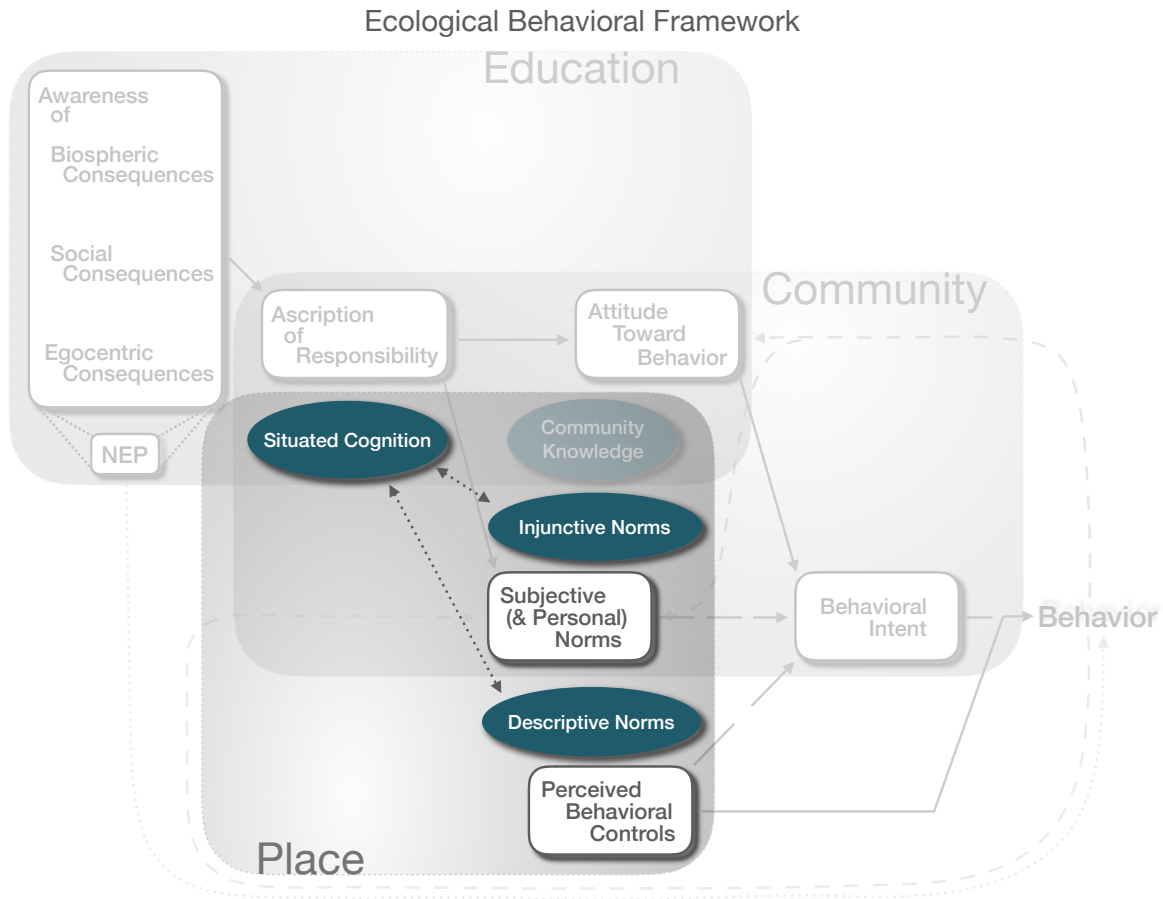 Ecological Behavioral Framework
Education
Awareness
of
Biospheric
Consequences
Social
Consequences
Egocentric
Consequences
NEP
Community
Ascription
of
Responsibility
Attitude
Toward
Behavior
Situated Cognition
Community
Knowledge
Injunctive Norms
Subjective
(& Personal)
Norms
Behavioral
Intent
Behavior
Descriptive Norms
Perceived
Behavioral
Controls
Place